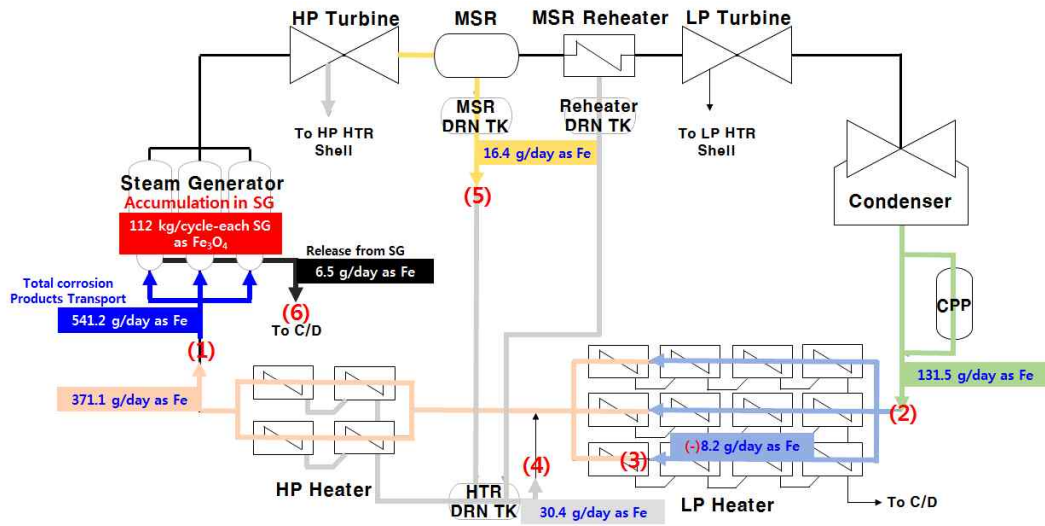 HP Turbine
MSR
MSR Reheater
LP Turbine
MSR
DRN TK
Reheater
DRN TK
To HP HTR
Shell
To LP HTR
Shell
16.4 g/day as Fe
(5)
Steam Generator
Accumulation in SG
112 kg/cycle-each SG
as Fe₃O₄
Condenser
Release from SG
6.5 g/day as Fe
Total corrosion
Products Transport
541.2 g/day as Fe
(6)
To C/D
CPP
(1)
371.1 g/day as Fe
131.5 g/day as Fe
(2)
(-)8.2 g/day as Fe
(3)
(4)
HP Heater
HTR
DRN TK
30.4 g/day as Fe
LP Heater
To C/D